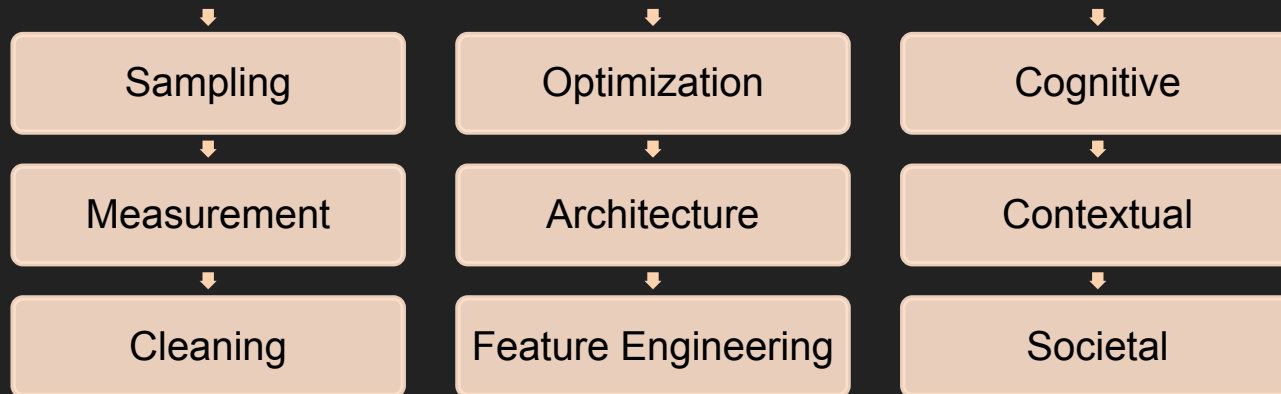 Sampling
Optimization
Cognitive
Measurement
Architecture
Contextual
Cleaning
Feature Engineering
Societal